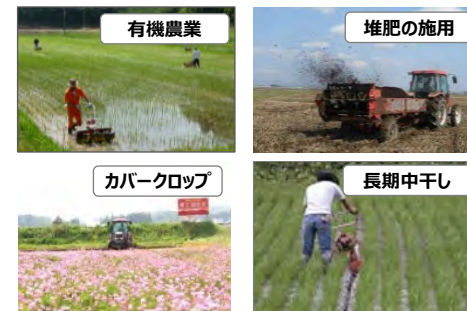 有機農業
堆肥の施用
カバークロップ
長期中干し